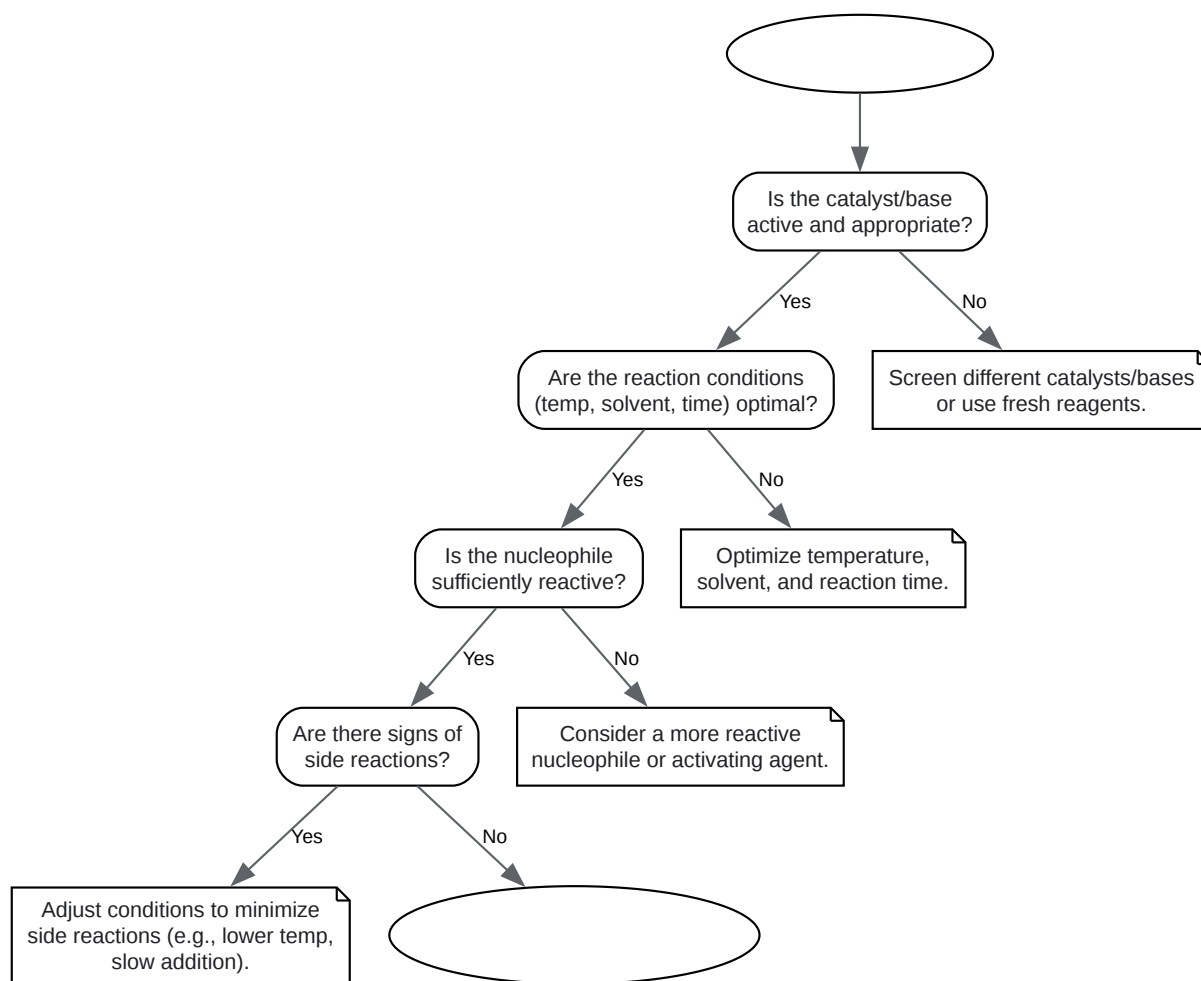 Is the catalyst/base
active and appropriate?
Yes
No
Are the reaction conditions
(temp, solvent, time) optimal?
Screen different catalysts/bases
or use fresh reagents.
Yes
No
Is the nucleophile
sufficiently reactive?
Optimize temperature,
solvent, and reaction time.
Yes
No
Are there signs of
side reactions?
Consider a more reactive
nucleophile or activating agent.
Yes
No
Adjust conditions to minimize
side reactions (e.g., lower temp,
slow addition).